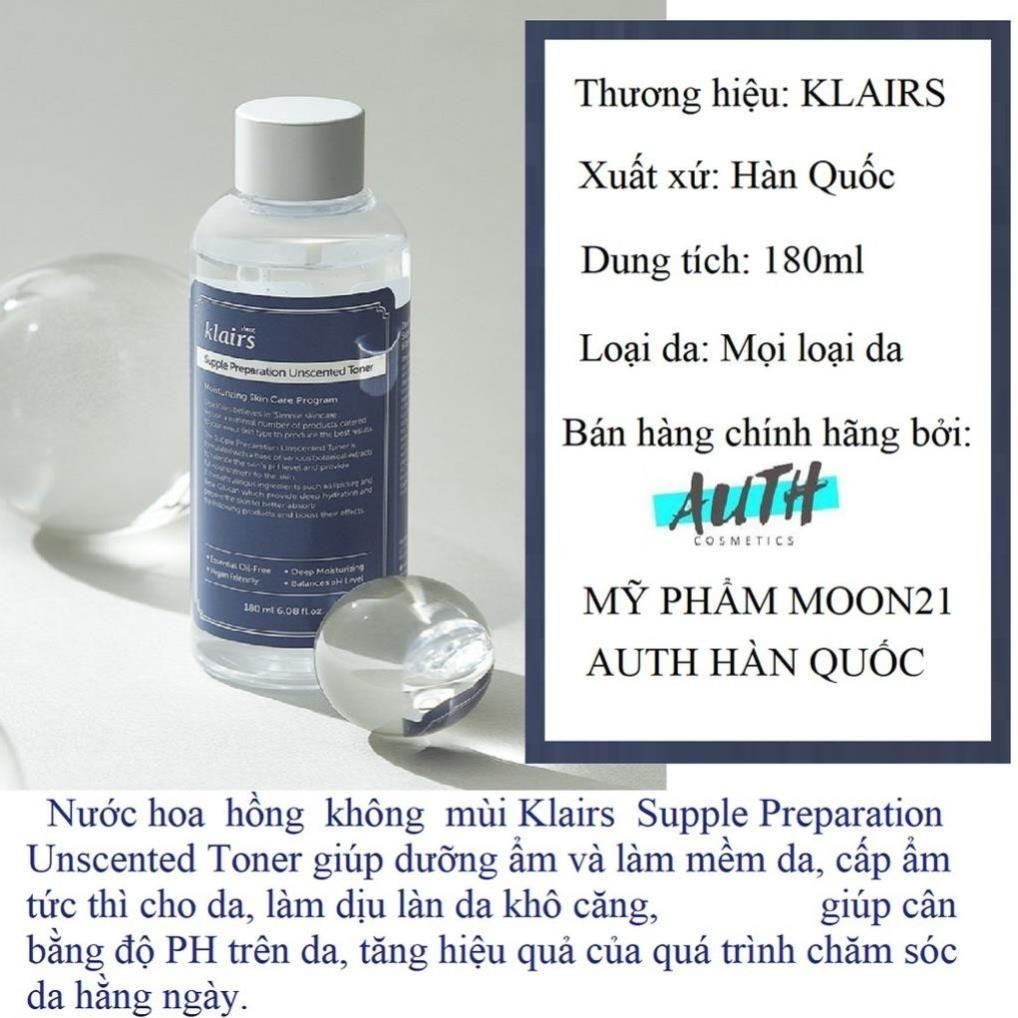 klairs
Supple Preparation Unscented Toner
Moisturizing Skin Care Program
• Essential Oil-Free • Deep Moisturizing
• Vegan Friendly • Balances pH Level
180 ml 6.08 fl.oz.
Thương hiệu: KLAIRS
Xuất xứ: Hàn Quốc
Dung tích: 180ml
Loại da: Mọi loại da
Bán hàng chính hãng bởi:
AUTH
COSMETICS
MỸ PHẨM MOON21
AUTH HÀN QUỐC
Nước hoa hồng không mùi Klairs Supple Preparation
Unscented Toner giúp dưỡng ẩm và làm mềm da, cấp ẩm
tức thì cho da, làm dịu làn da khô căng, giúp cân
bằng độ PH trên da, tăng hiệu quả của quá trình chăm sóc
da hằng ngày.